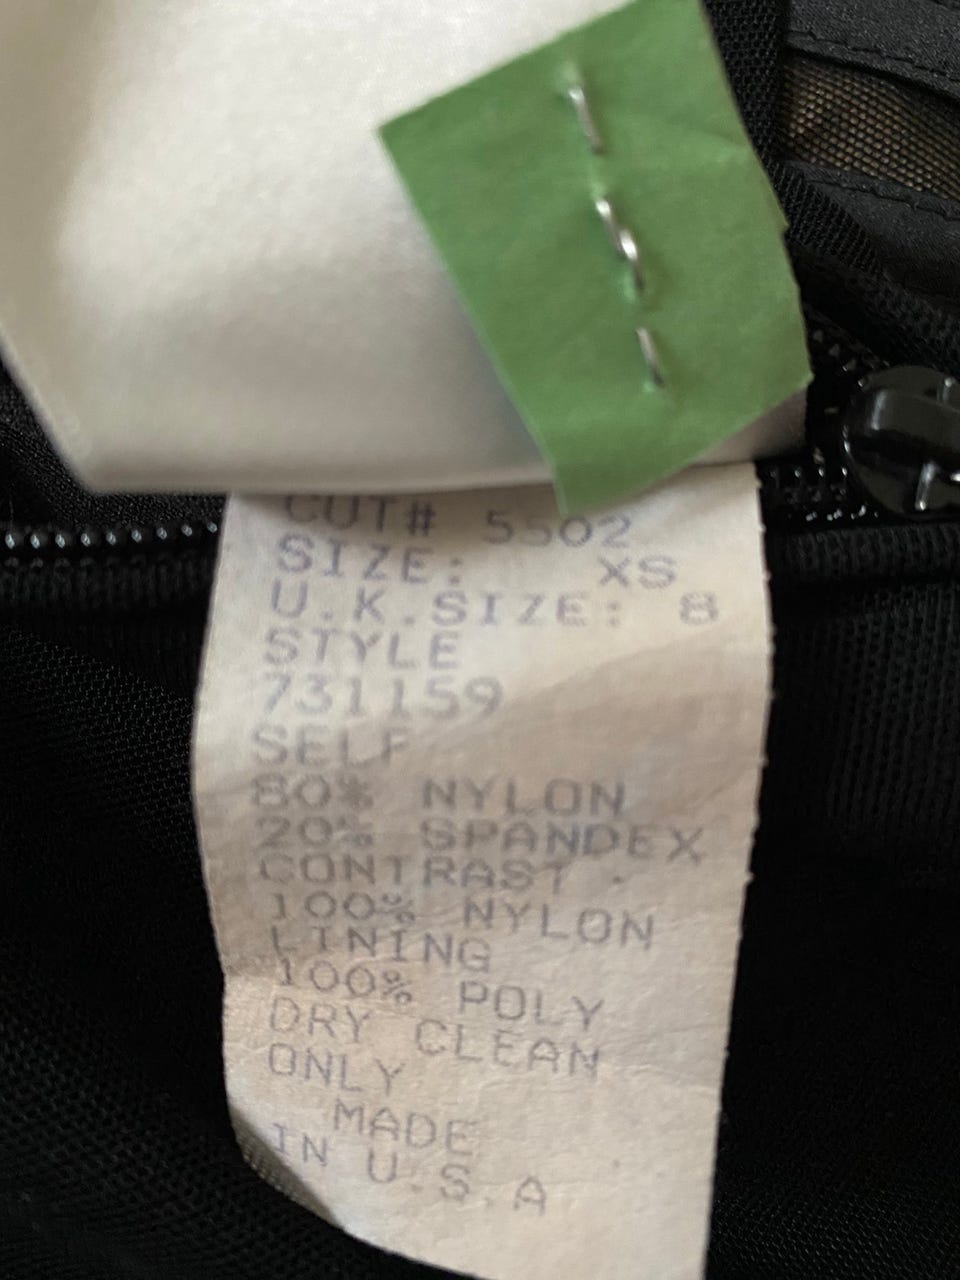 CUT# 5502
SIZE: XS
U.K.SIZE: 8
STYLE
731159
SELF
80% NYLON
20% SPANDEX
CONTRAST
100% NYLON
LINING
100% POLY
DRY CLEAN
ONLY
MADE
IN U.S.A